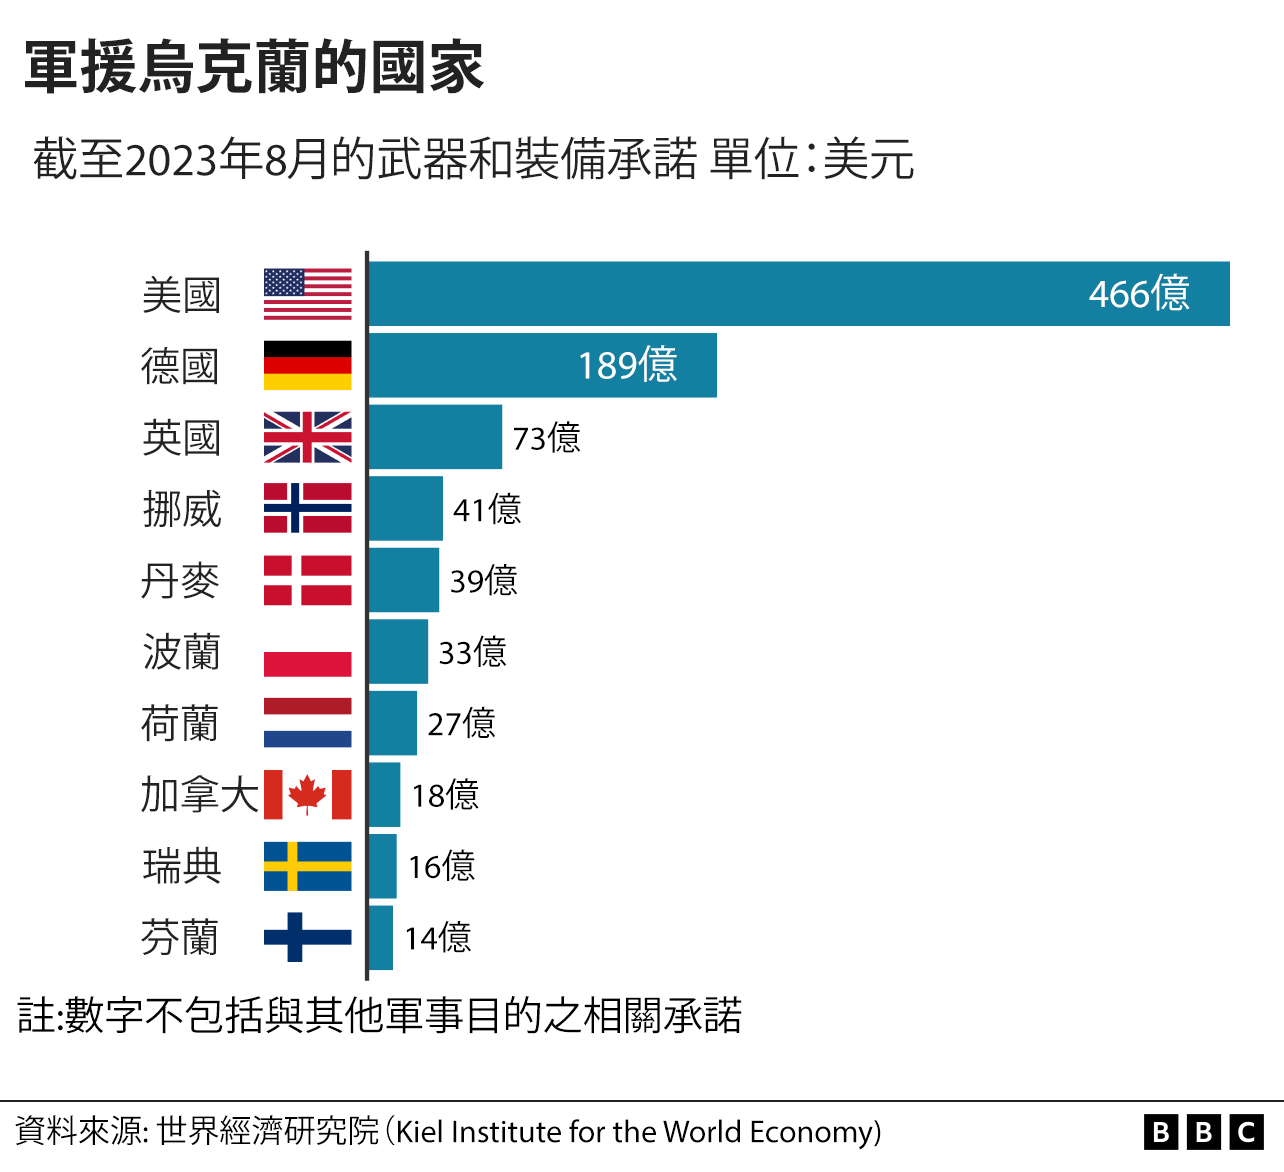 軍援烏克蘭的國家
截至2023年8月的武器和裝備承諾 單位：美元
美國 466億
德國 189億
英國 73億
挪威 41億
丹麥 39億
波蘭 33億
荷蘭 27億
加拿大 18億
瑞典 16億
芬蘭 14億
註:數字不包括與其他軍事目的之相關承諾
資料來源: 世界經濟研究院（Kiel Institute for the World Economy)
BBC